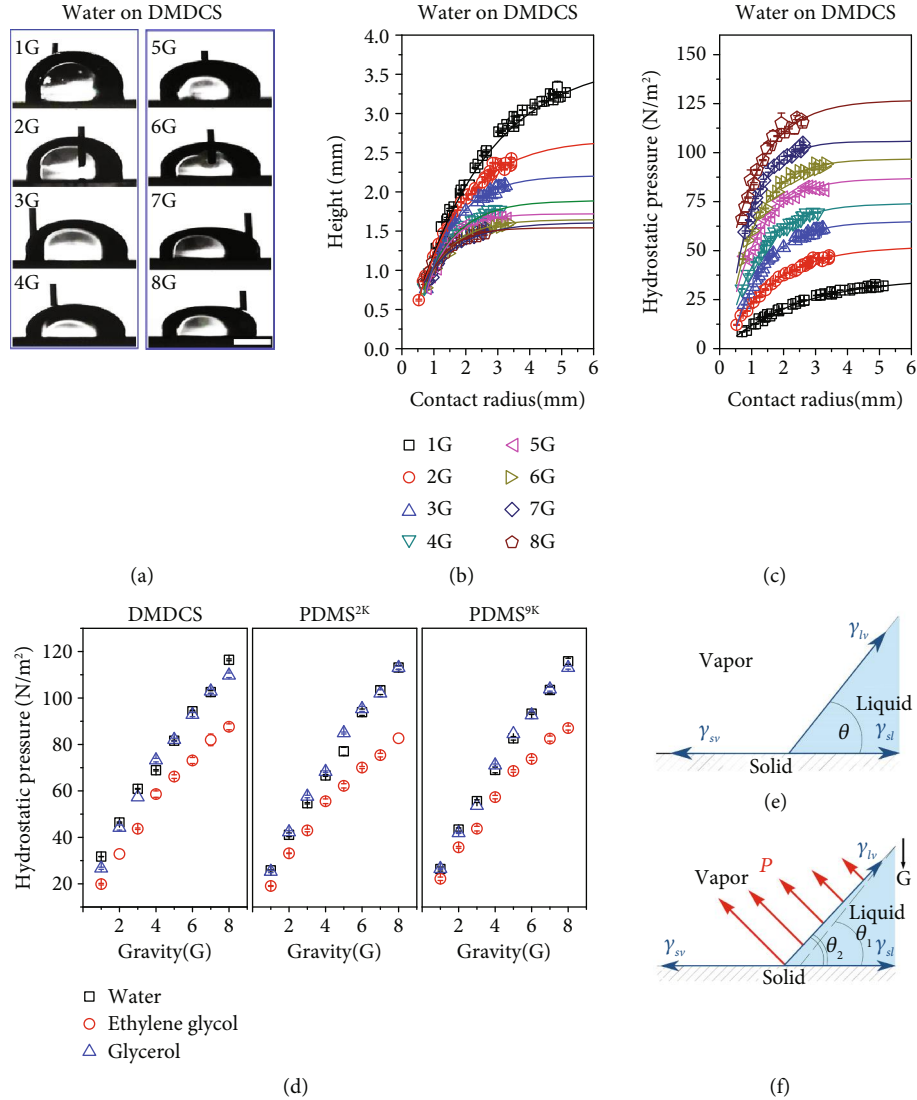 Water on DMDCS
1G
5G
2G
6G
3G
7G
4G
8G
(a)
Water on DMDCS
Height (mm)
4.0
3.5
3.0
2.5
2.0
1.5
1.0
0.5
0.0
0 1 2 3 4 5 6
Contact radius(mm)
Water on DMDCS
Hydrostatic pressure (N/m²)
150
125
100
75
50
25
0
0 1 2 3 4 5 6
Contact radius(mm)
1G
2G
3G
4G
5G
6G
7G
8G
(b)
(c)
DMDCS
PDMS²ᴷ
PDMS⁹ᴷ
Hydrostatic pressure (N/m²)
120
100
80
60
40
20
2 4 6 8
2 4 6 8
2 4 6 8
Gravity(G)
Gravity(G)
Gravity(G)
Water
Ethylene glycol
Glycerol
(d)
γlv
Vapor
Liquid
θ
γsv
γsl
Solid
(e)
γlv
G
Vapor
P
Liquid
θ1
θ2
γsv
γsl
Solid
(f)